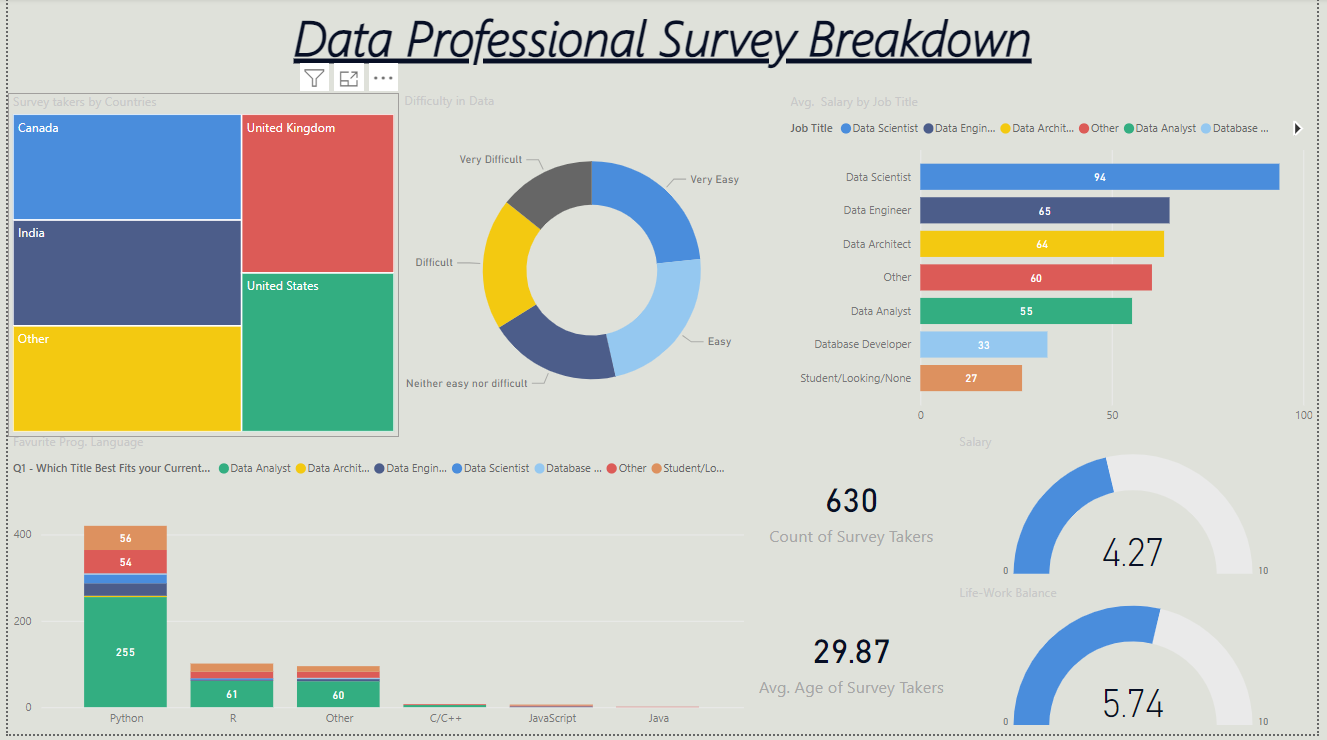 Data Professional Survey Breakdown
Survey takers by Countries
Canada
United Kingdom
India
United States
Other
Difficulty in Data
Very Difficult
Very Easy
Difficult
Easy
Neither easy nor difficult
Avg. Salary by Job Title
Job Title Data Scientist Data Engin... Data Archit... Other Data Analyst Database ...
Data Scientist 94
Data Engineer 65
Data Architect 64
Other 60
Data Analyst 55
Database Developer 33
Student/Looking/None 27
0 50 100
Favurite Prog. Language
Q1 - Which Title Best Fits your Current... Data Analyst Data Archit... Data Engin... Data Scientist Database ... Other Student/Lo...
400
200
0
56
54
255
61
60
Python R Other C/C++ JavaScript Java
630
Count of Survey Takers
29.87
Avg. Age of Survey Takers
Salary
4.27
0 10
Life-Work Balance
5.74
0 10